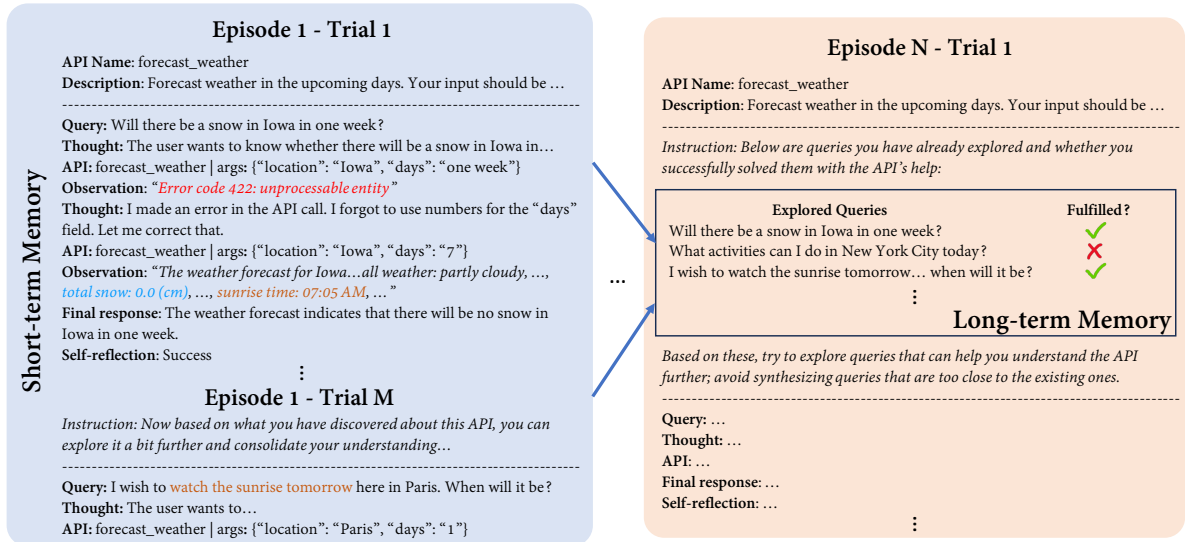 Short-term Memory
Episode 1 - Trial 1
API Name: forecast_weather
Description: Forecast weather in the upcoming days. Your input should be …
Query: Will there be a snow in Iowa in one week?
Thought: The user wants to know whether there will be a snow in Iowa in…
API: forecast_weather | args: {“location”: “Iowa”, “days”: “one week”}
Observation: “Error code 422: unprocessable entity”
Thought: I made an error in the API call. I forgot to use numbers for the “days”
field. Let me correct that.
API: forecast_weather | args: {“location”: “Iowa”, “days”: “7”}
Observation: “The weather forecast for Iowa…all weather: partly cloudy, …,
total snow: 0.0 (cm), …, sunrise time: 07:05 AM, … ”
Final response: The weather forecast indicates that there will be no snow in
Iowa in one week.
Self-reflection: Success
⋮
Episode 1 - Trial M
Instruction: Now based on what you have discovered about this API, you can
explore it a bit further and consolidate your understanding…
Query: I wish to watch the sunrise tomorrow here in Paris. When will it be?
Thought: The user wants to…
API: forecast_weather | args: {“location”: “Paris”, “days”: “1”}
...
Episode N - Trial 1
API Name: forecast_weather
Description: Forecast weather in the upcoming days. Your input should be …
Instruction: Below are queries you have already explored and whether you
successfully solved them with the API’s help:
Explored Queries Fulfilled?
Will there be a snow in Iowa in one week? ✓
What activities can I do in New York City today? ✗
I wish to watch the sunrise tomorrow… when will it be? ✓
⋮
Long-term Memory
Based on these, try to explore queries that can help you understand the API
further; avoid synthesizing queries that are too close to the existing ones.
Query: …
Thought: …
API: …
Final response: …
Self-reflection: …
⋮